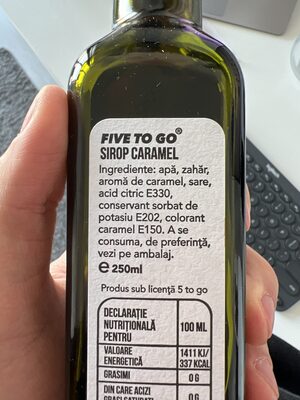 FIVE TO GO®
SIROP CARAMEL
Ingrediente: apă, zahăr,
aromă de caramel, sare,
acid citric E330,
conservant sorbat de
potasiu E202, colorant
caramel E150. A se
consuma, de preferință,
vezi pe ambalaj.
℮ 250ml
Produs sub licență 5 to go
DECLARAȚIE
NUTRIȚIONALĂ
PENTRU
100 ML
VALOARE
ENERGETICĂ
1411 KJ/
337 KCAL
GRASIMI
0 G
DIN CARE ACIZI
GRAȘI SATURAȚI
0 G